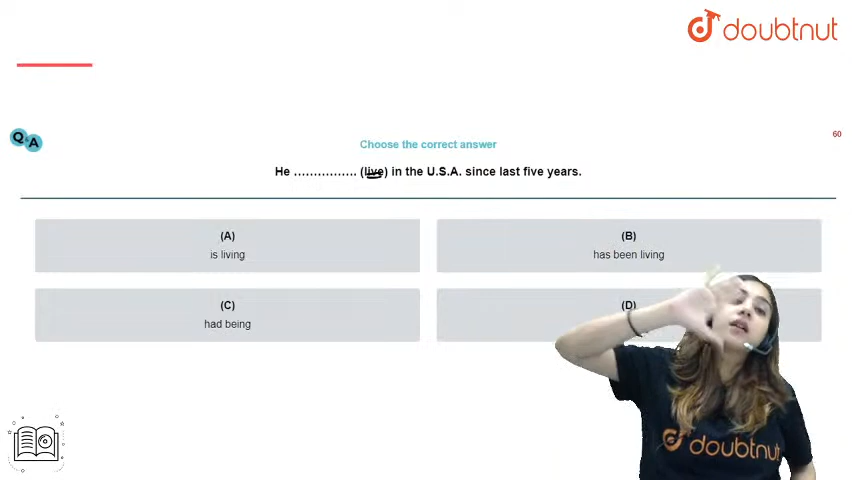 doubtnut
Q & A
60
Choose the correct answer
He ................ (live) in the U.S.A. since last five years.
(A)
is living
(B)
has been living
(C)
had being
(D)
doubtnut